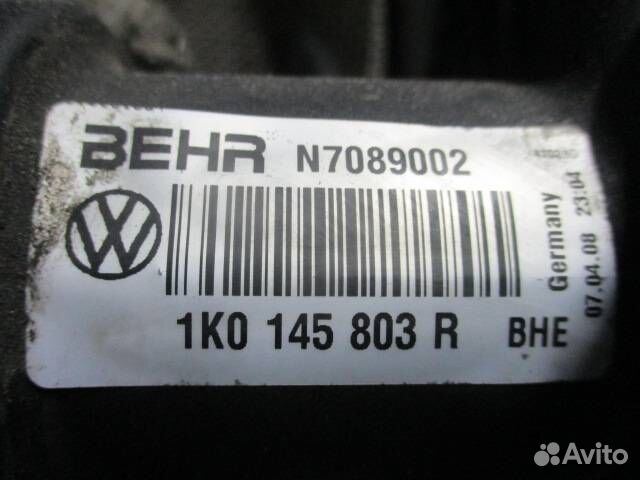 BEHR N7089002
1K0 145 803 R BHE
Germany
07.04.08 23:04
Avito